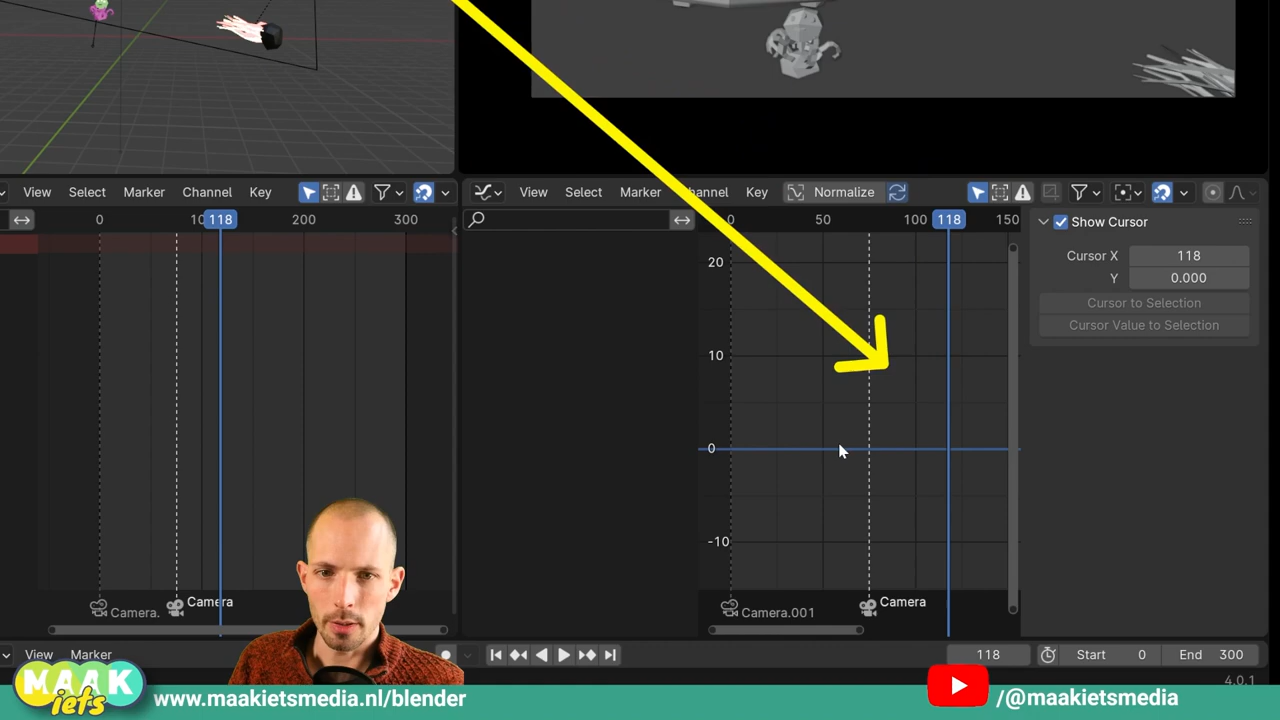 View Select Marker Channel Key
View Select Marker Channel Key Normalize
0 100 118 200 300
0 50 100 118 150
Show Cursor
Cursor X 118
Y 0.000
Cursor to Selection
Cursor Value to Selection
20
10
0
-10
Camera. Camera
Camera.001 Camera
View Marker
118 Start 0 End 300
4.0.1
MAAK
iets
www.maakietsmedia.nl/blender
/@maakietsmedia